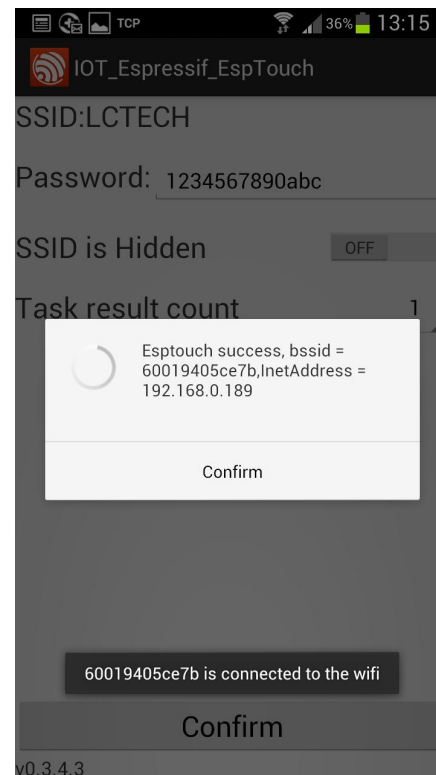 TCP 36% 13:15
IOT_Espressif_EspTouch
SSID:LCTECH
Password: 1234567890abc
SSID is Hidden OFF
Task result count 1
Esptouch success, bssid =
60019405ce7b,InetAddress =
192.168.0.189
Confirm
60019405ce7b is connected to the wifi
Confirm
v0.3.4.3